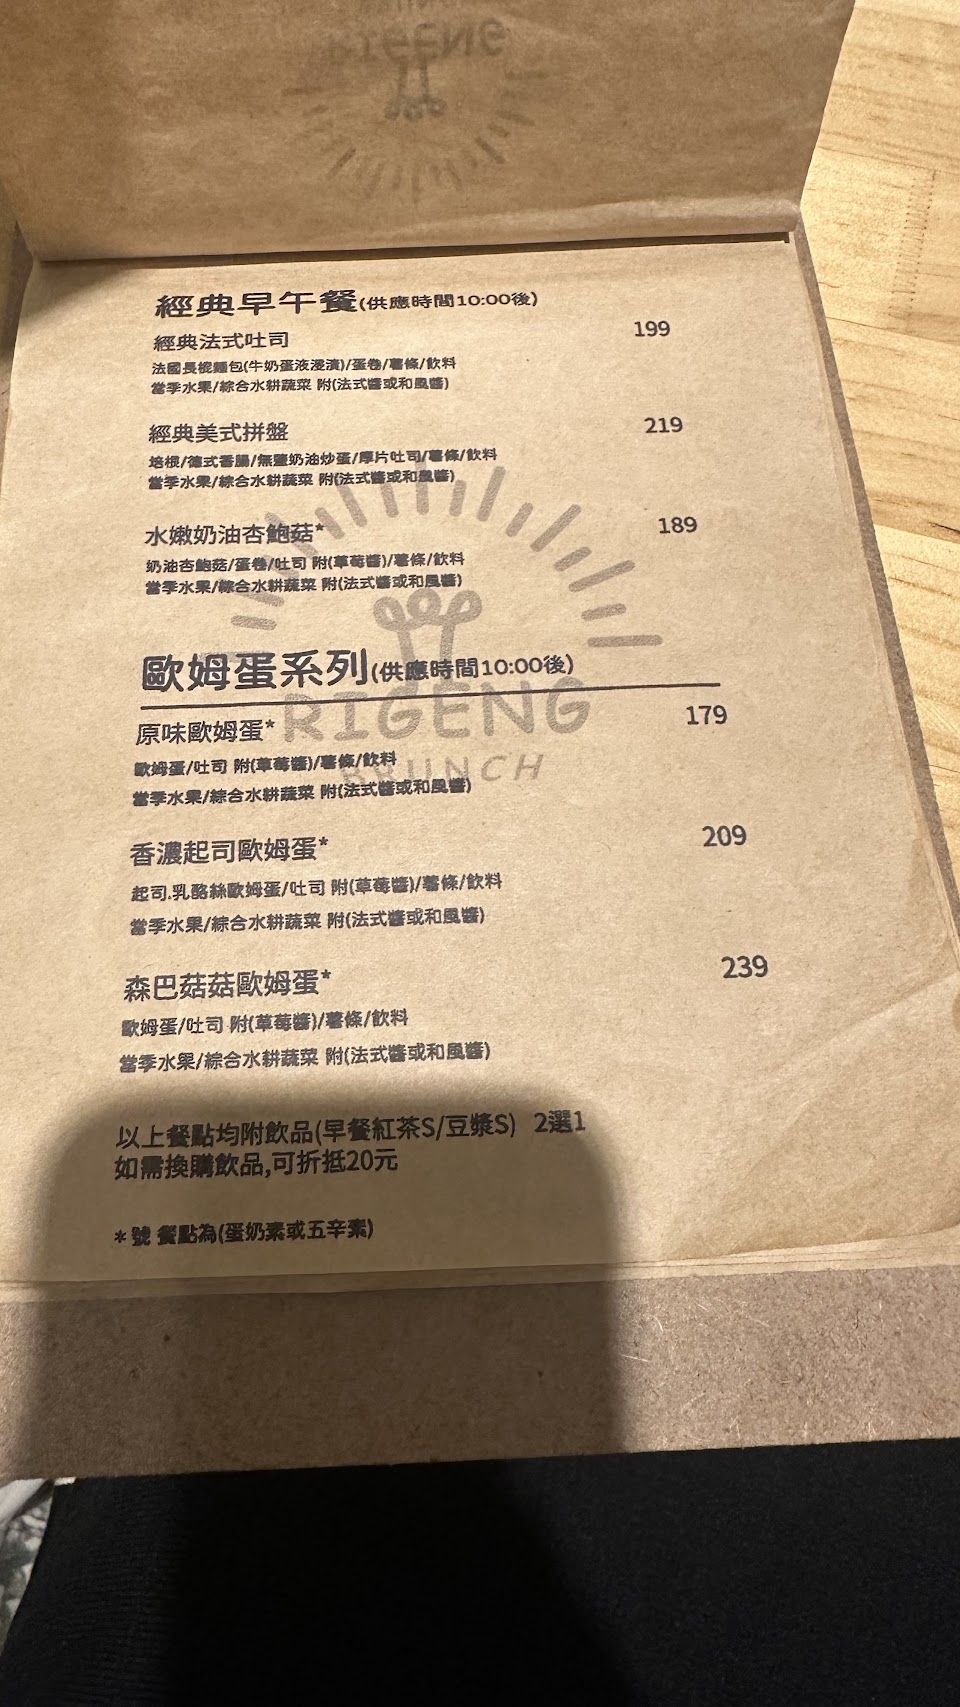 RIGENG
經典早午餐(供應時間10:00後)
經典法式吐司 199
法國長棍麵包(牛奶蛋液浸漬)/蛋卷/薯條/飲料
當季水果/綜合水耕蔬菜 附(法式醬或和風醬)
經典美式拼盤 219
培根/德式香腸/無鹽奶油炒蛋/厚片吐司/薯條/飲料
當季水果/綜合水耕蔬菜 附(法式醬或和風醬)
水嫩奶油杏鮑菇* 189
奶油杏鮑菇/蛋卷/吐司 附(草莓醬)/薯條/飲料
當季水果/綜合水耕蔬菜 附(法式醬或和風醬)
歐姆蛋系列(供應時間10:00後)
RIGENG
BRUNCH
原味歐姆蛋* 179
歐姆蛋/吐司 附(草莓醬)/薯條/飲料
當季水果/綜合水耕蔬菜 附(法式醬或和風醬)
香濃起司歐姆蛋* 209
起司.乳酪絲歐姆蛋/吐司 附(草莓醬)/薯條/飲料
當季水果/綜合水耕蔬菜 附(法式醬或和風醬)
森巴菇菇歐姆蛋* 239
歐姆蛋/吐司 附(草莓醬)/薯條/飲料
當季水果/綜合水耕蔬菜 附(法式醬或和風醬)
以上餐點均附飲品(早餐紅茶S/豆漿S) 2選1
如需換購飲品,可折抵20元
*號 餐點為(蛋奶素或五辛素)